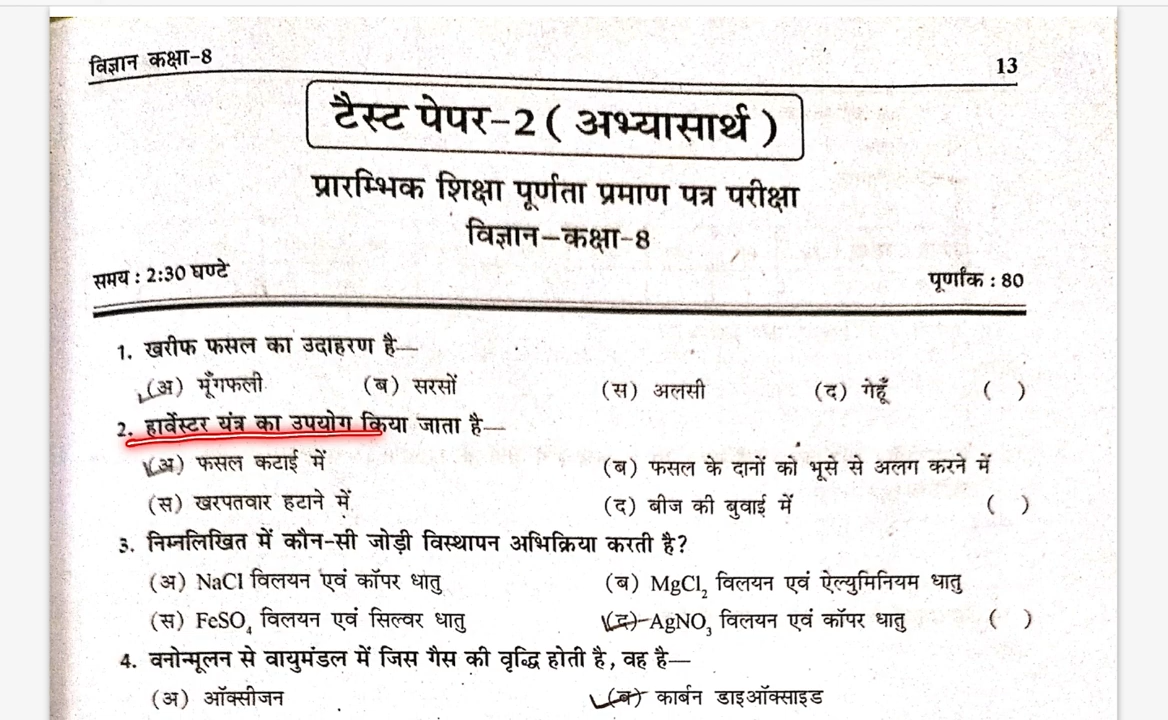 विज्ञान कक्षा-8 13
टैस्ट पेपर-2 ( अभ्यासार्थ )
प्रारम्भिक शिक्षा पूर्णता प्रमाण पत्र परीक्षा
विज्ञान-कक्षा-8
समय : 2:30 घण्टे पूर्णांक : 80
1. खरीफ फसल का उदाहरण है—
(अ) मूँगफली (ब) सरसों (स) अलसी (द) गेहूँ ( )
2. हार्वेस्टर यंत्र का उपयोग किया जाता है—
(अ) फसल कटाई में (ब) फसल के दानों को भूसे से अलग करने में
(स) खरपतवार हटाने में (द) बीज की बुवाई में ( )
3. निम्नलिखित में कौन-सी जोड़ी विस्थापन अभिक्रिया करती है?
(अ) NaCl विलयन एवं कॉपर धातु (ब) MgCl₂ विलयन एवं ऐल्युमिनियम धातु
(स) FeSO₄ विलयन एवं सिल्वर धातु (द) AgNO₃ विलयन एवं कॉपर धातु ( )
4. वनोन्मूलन से वायुमंडल में जिस गैस की वृद्धि होती है, वह है—
(अ) ऑक्सीजन (ब) कार्बन डाइऑक्साइड